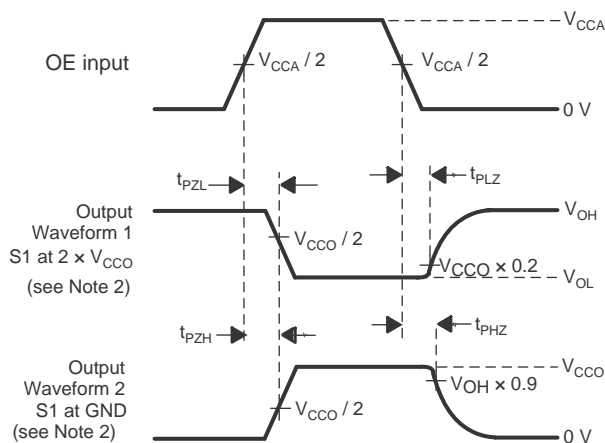 V_CCA
OE input
V_CCA / 2
V_CCA / 2
0 V
t_PZL
t_PLZ
Output
Waveform 1
S1 at 2 × V_CCO
(see Note 2)
V_OH
V_CCO / 2
V_CCO × 0.2
V_OL
t_PZH
t_PHZ
Output
Waveform 2
S1 at GND
(see Note 2)
V_CCO
V_OH × 0.9
V_CCO / 2
0 V